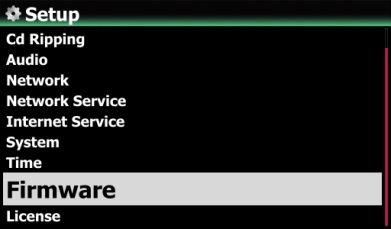 Setup
Cd Ripping
Audio
Network
Network Service
Internet Service
System
Time
Firmware
License